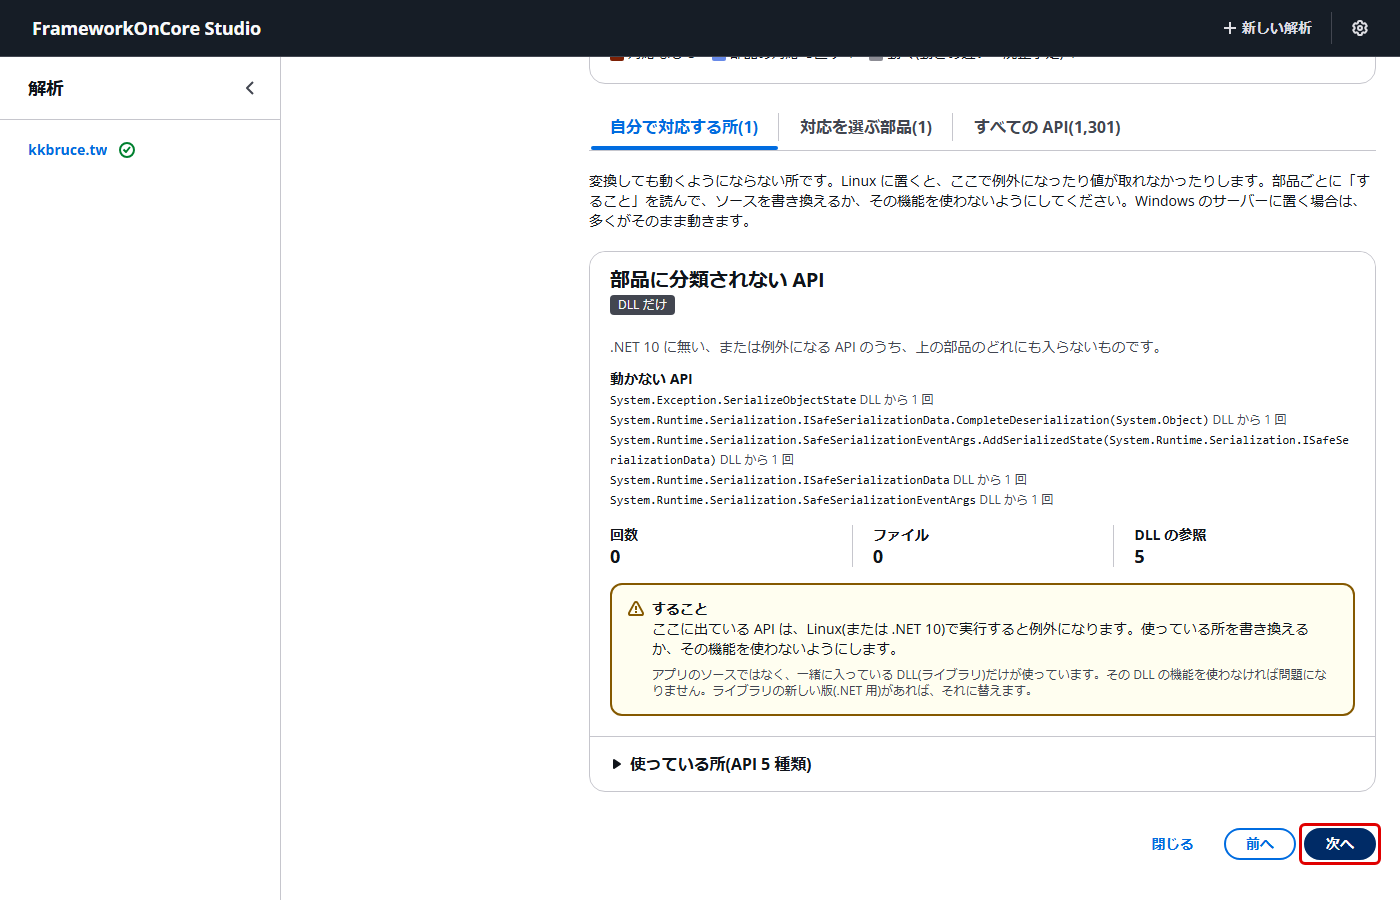 FrameworkOnCore Studio
新しい解析
解析
kkbruce.tw
自分で対応する所(1)
対応を選ぶ部品(1)
すべての API(1,301)
変換しても動くようにならない所です。Linux に置くと、ここで例外になったり値が取れなかったりします。部品ごとに「す
ること」を読んで、ソースを書き換えるか、その機能を使わないようにしてください。Windows のサーバーに置く場合は、
多くがそのまま動きます。
部品に分類されない API
DLL だけ
.NET 10 に無い、または例外になる API のうち、上の部品のどれにも入らないものです。
動かない API
System.Exception.SerializeObjectState DLL から 1 回
System.Runtime.Serialization.ISafeSerializationData.CompleteDeserialization(System.Object) DLL から 1 回
System.Runtime.Serialization.SafeSerializationEventArgs.AddSerializedState(System.Runtime.Serialization.ISafeSe
rializationData) DLL から 1 回
System.Runtime.Serialization.ISafeSerializationData DLL から 1 回
System.Runtime.Serialization.SafeSerializationEventArgs DLL から 1 回
回数
0
ファイル
0
DLL の参照
5
すること
ここに出ている API は、Linux(または .NET 10)で実行すると例外になります。使っている所を書き換える
か、その機能を使わないようにします。
アプリのソースではなく、一緒に入っている DLL(ライブラリ)だけが使っています。その DLL の機能を使わなければ問題にな
りません。ライブラリの新しい版(.NET 用)があれば、それに替えます。
使っている所(API 5 種類)
閉じる
前へ
次へ